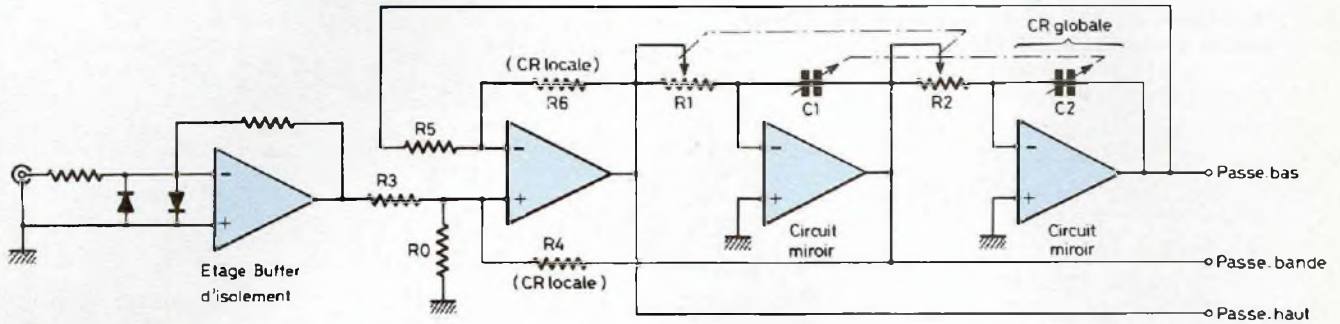 CR globale
(CR locale)
R6
R1
C1
R2
C2
R5
-
+
-
+
-
+
-
+
R3
R0
R4
(CR locale)
Etage Buffer
d'isolement
Circuit
miroir
Circuit
miroir
Passe.bas
Passe.bande
Passe.haut